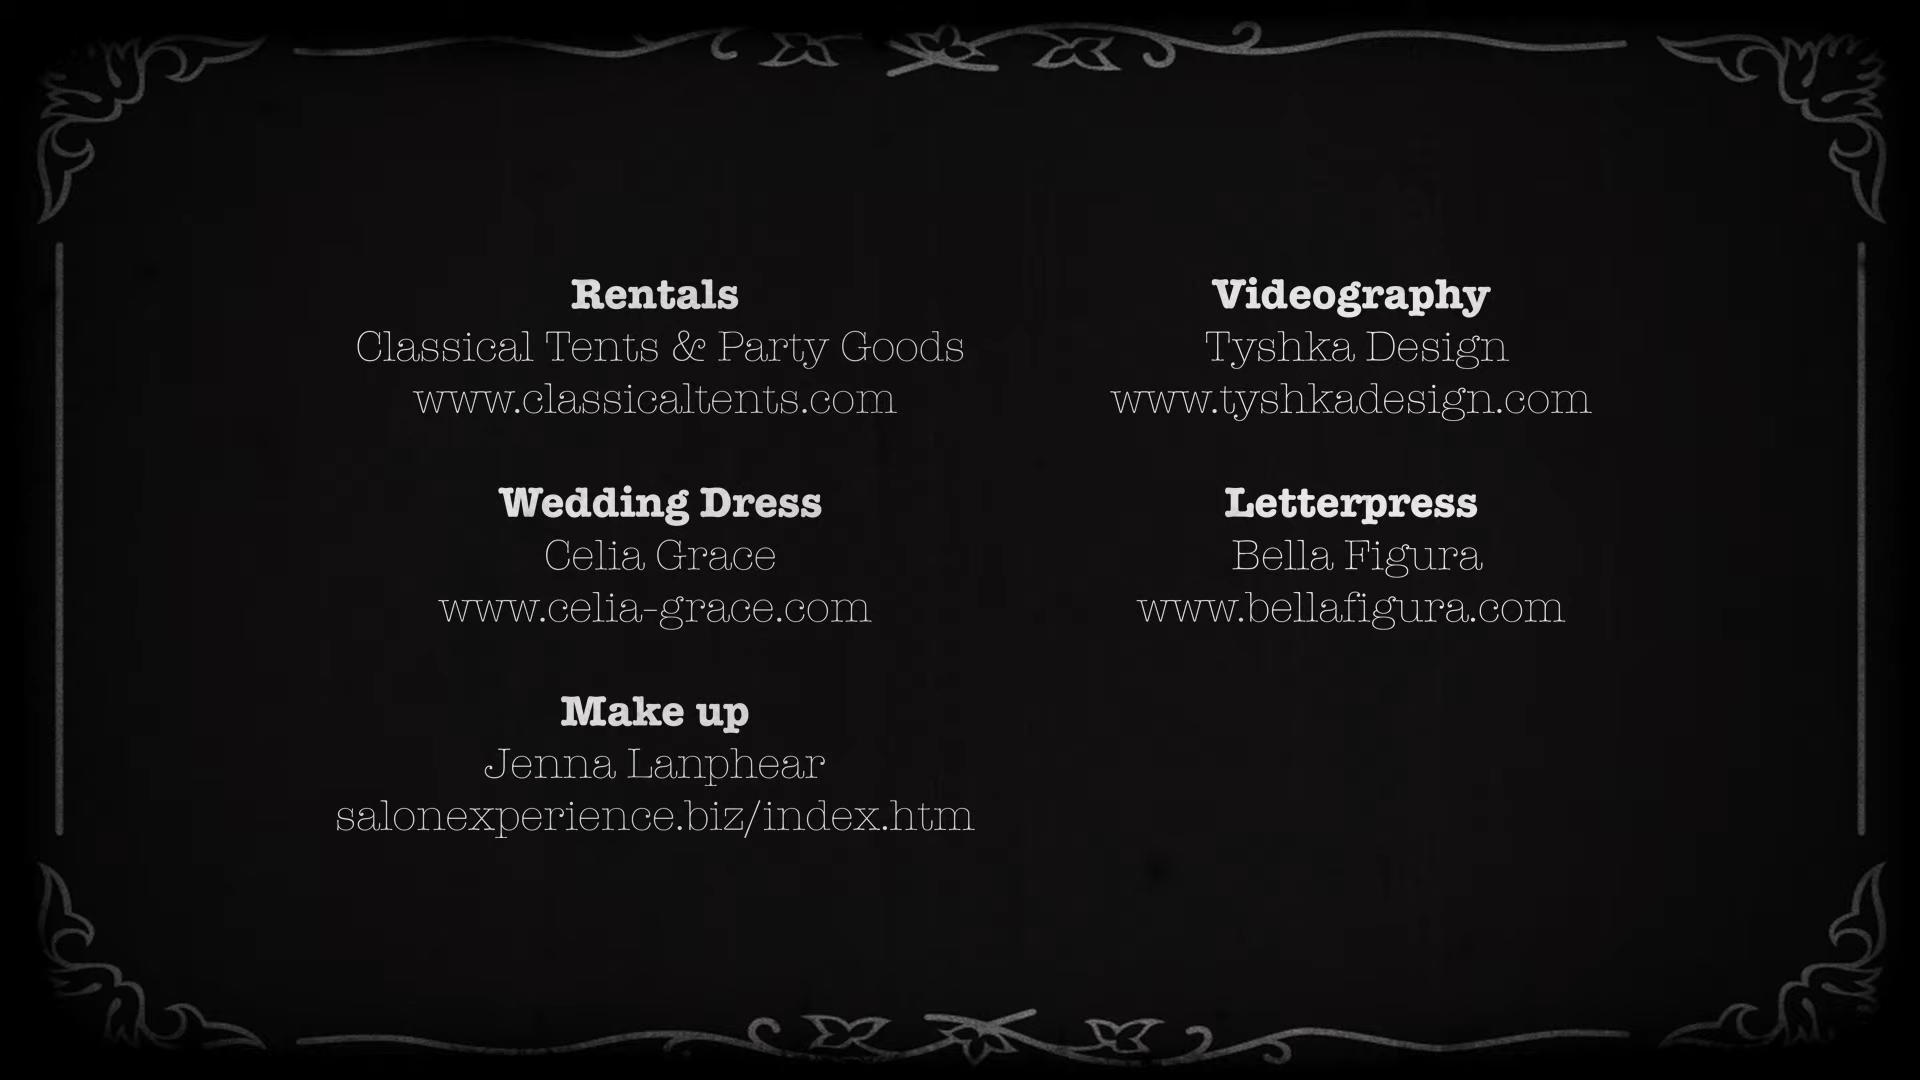 Rentals
Classical Tents & Party Goods
www.classicaltents.com
Wedding Dress
Celia Grace
www.celia-grace.com
Make up
Jenna Lanphear
salonexperience.biz/index.htm
Videography
Tyshka Design
www.tyshkadesign.com
Letterpress
Bella Figura
www.bellafigura.com